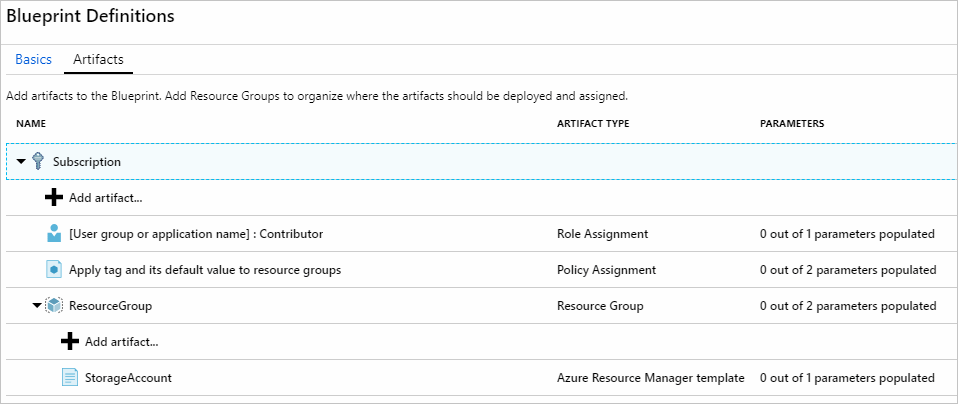 Blueprint Definitions
Basics Artifacts
Add artifacts to the Blueprint. Add Resource Groups to organize where the artifacts should be deployed and assigned.
NAME ARTIFACT TYPE PARAMETERS
Subscription
Add artifact...
[User group or application name] : Contributor Role Assignment 0 out of 1 parameters populated
Apply tag and its default value to resource groups Policy Assignment 0 out of 2 parameters populated
ResourceGroup Resource Group 0 out of 2 parameters populated
Add artifact...
StorageAccount Azure Resource Manager template 0 out of 1 parameters populated